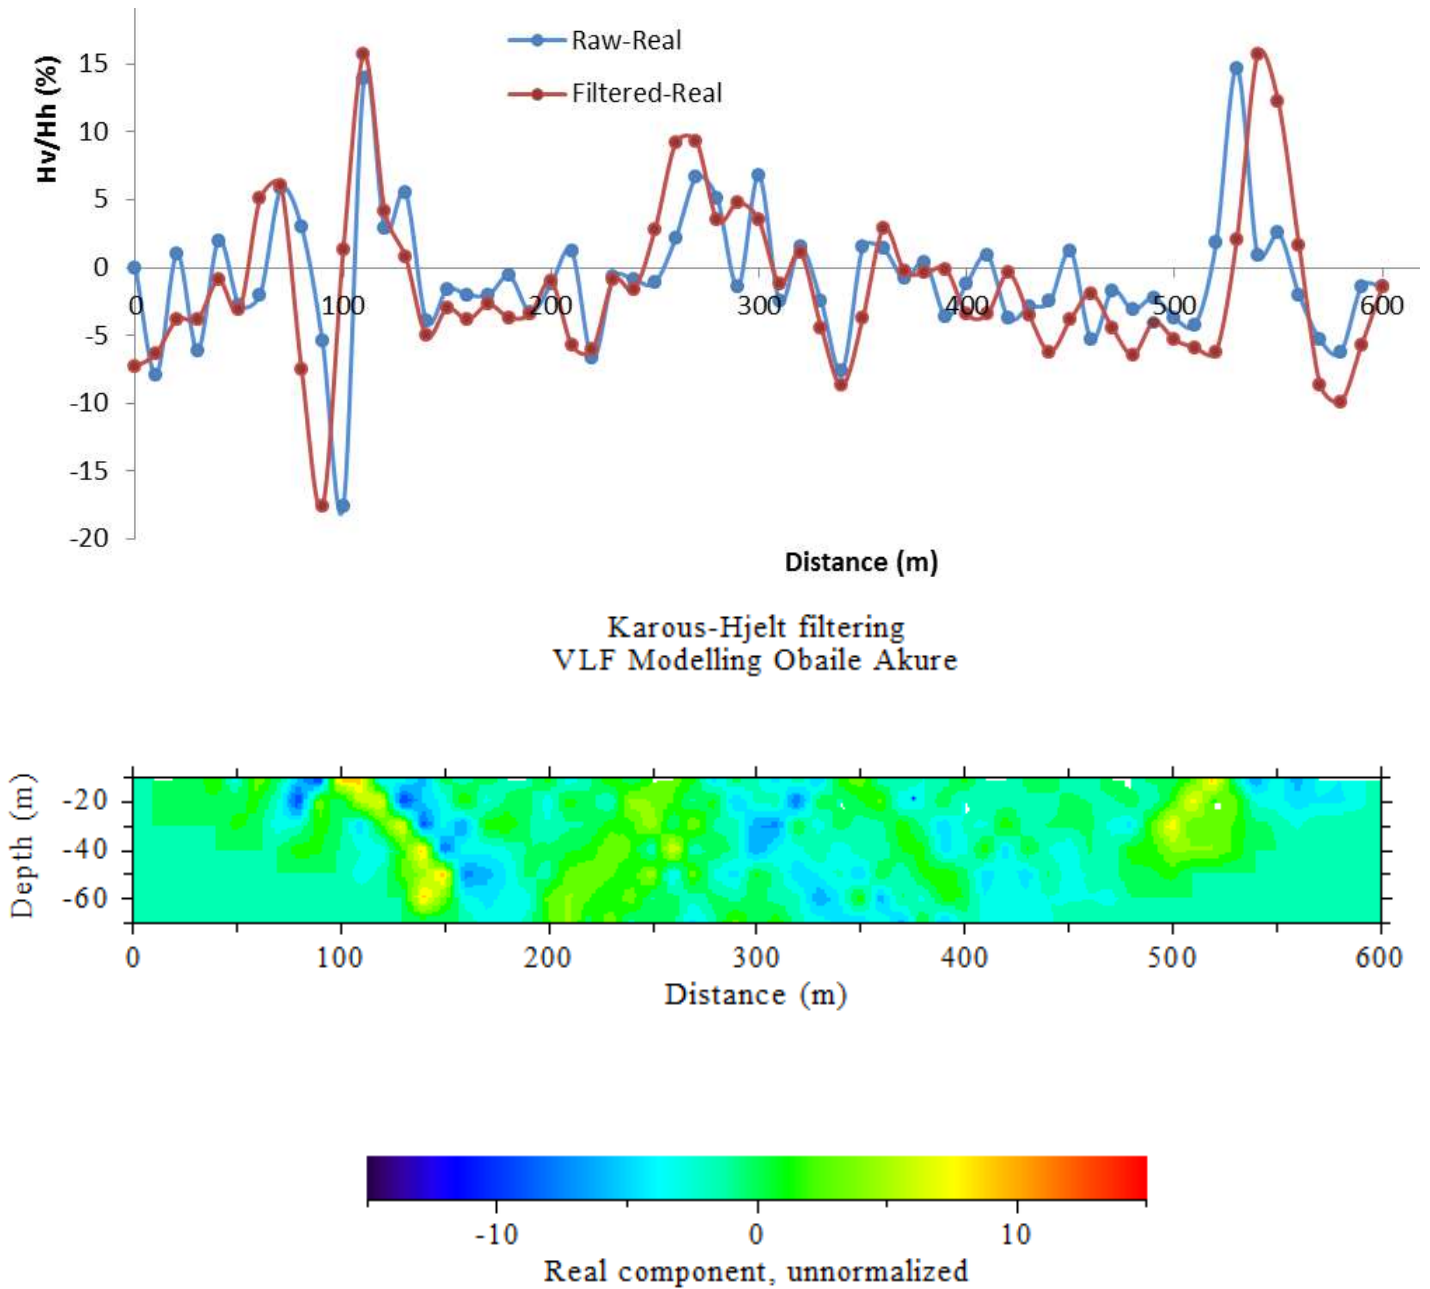 Hv/Hh (%)
15
10
5
0
-5
-10
-15
-20
Raw-Real
Filtered-Real
0 100 200 300 400 500 600
Distance (m)
Karous-Hjelt filtering
VLF Modelling Obaile Akure
Depth (m)
-20
-40
-60
0 100 200 300 400 500 600
Distance (m)
-10 0 10
Real component, unnormalized